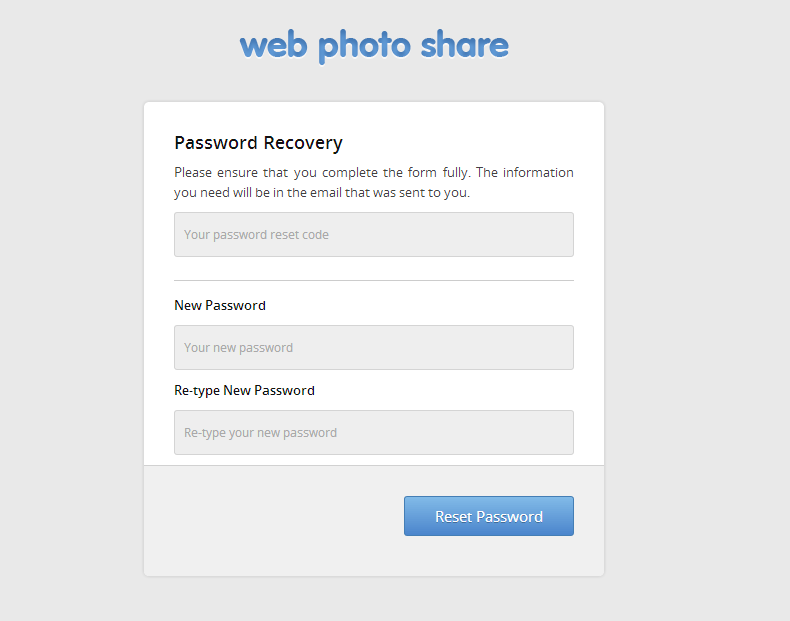 web photo share
Password Recovery
Please ensure that you complete the form fully. The information
you need will be in the email that was sent to you.
Your password reset code
New Password
Your new password
Re-type New Password
Re-type your new password
Reset Password